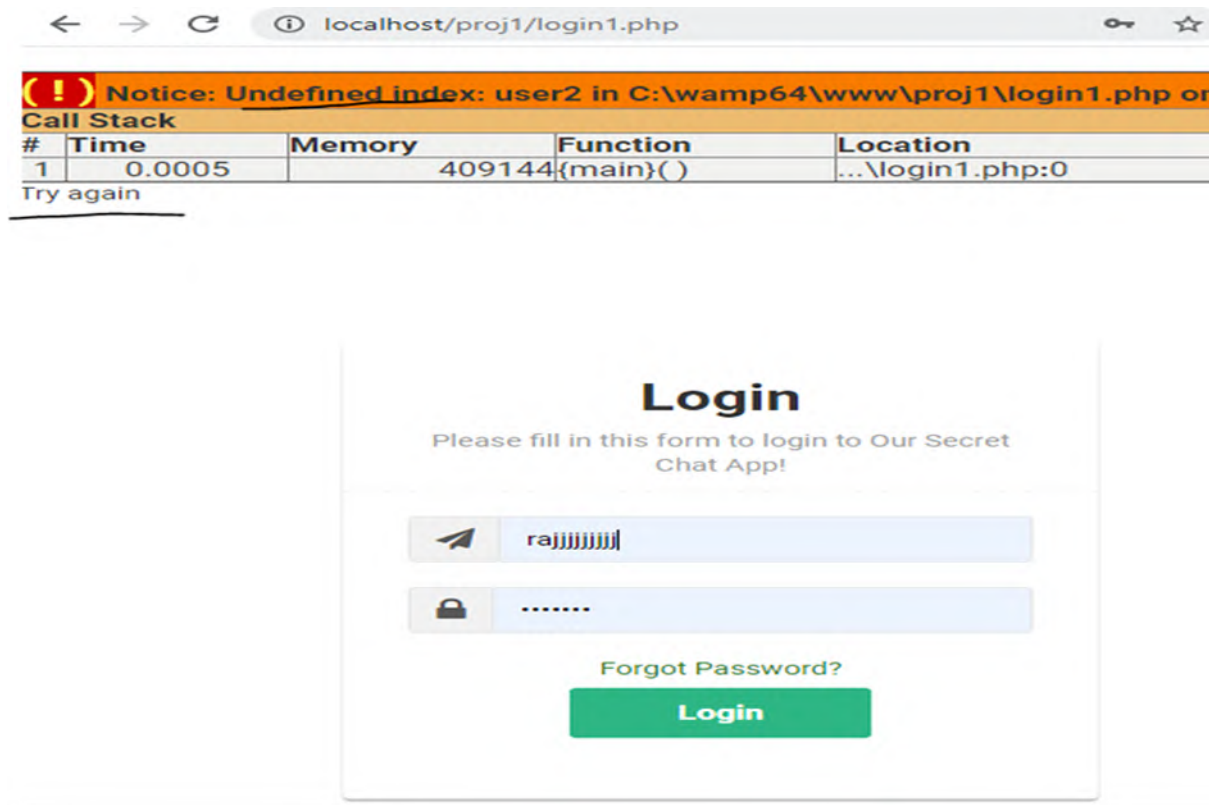 localhost/proj1/login1.php
( ! ) Notice: Undefined index: user2 in C:\wamp64\www\proj1\login1.php on
Call Stack
# Time Memory Function Location
1 0.0005 409144 {main}( ) ...\login1.php:0
Try again
Login
Please fill in this form to login to Our Secret
Chat App!
rajjjjjjjjj
.......
Forgot Password?
Login